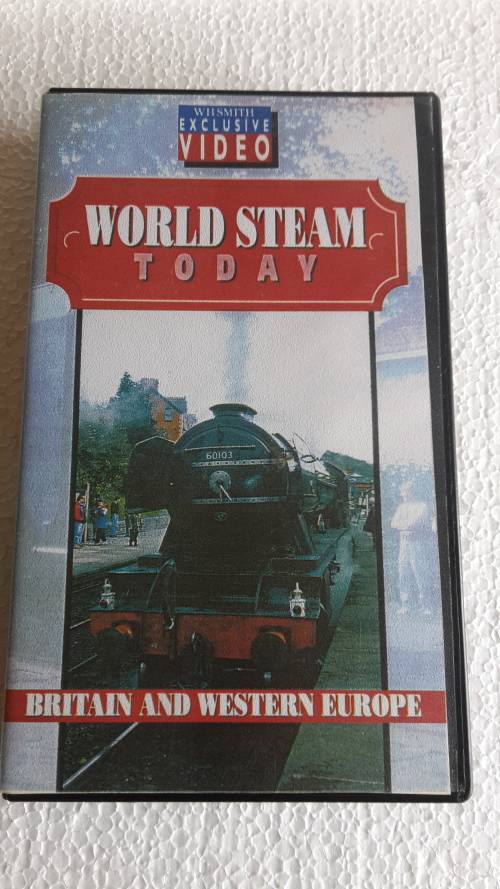 WHSMITH
EXCLUSIVE
VIDEO
WORLD STEAM
TODAY
60103
BRITAIN AND WESTERN EUROPE